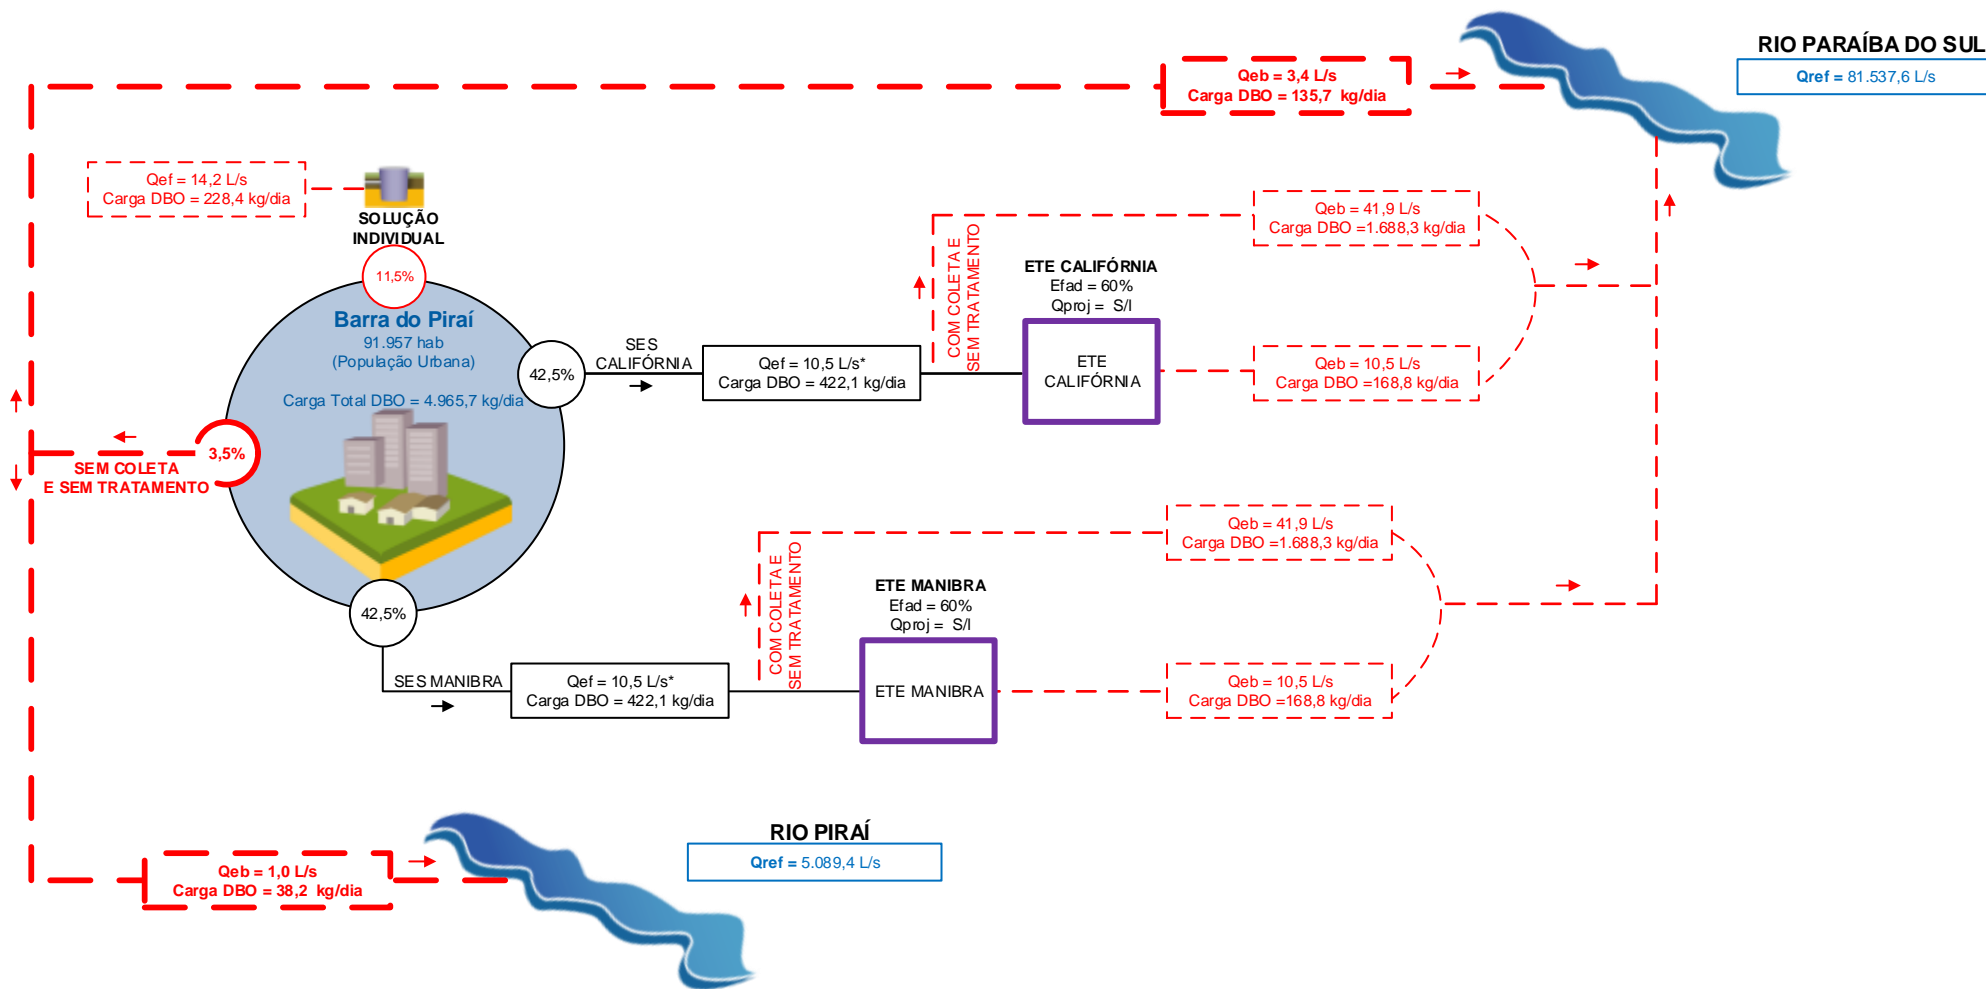 RIO PARAÍBA DO SUL
Qref = 81.537,6 L/s
Qeb = 3,4 L/s
Carga DBO = 135,7 kg/dia
Qef = 14,2 L/s
Carga DBO = 228,4 kg/dia
SOLUÇÃO
INDIVIDUAL
11,5%
Barra do Piraí
91.957 hab
(População Urbana)
Carga Total DBO = 4.965,7 kg/dia
3,5%
SEM COLETA
E SEM TRATAMENTO
42,5%
SES
CALIFÓRNIA
Qef = 10,5 L/s*
Carga DBO = 422,1 kg/dia
COM COLETA E
SEM TRATAMENTO
ETE CALIFÓRNIA
Efad = 60%
Qproj = S/I
ETE
CALIFÓRNIA
Qeb = 41,9 L/s
Carga DBO =1.688,3 kg/dia
Qeb = 10,5 L/s
Carga DBO =168,8 kg/dia
42,5%
SES MANIBRA
Qef = 10,5 L/s*
Carga DBO = 422,1 kg/dia
COM COLETA E
SEM TRATAMENTO
ETE MANIBRA
Efad = 60%
Qproj = S/I
ETE MANIBRA
Qeb = 41,9 L/s
Carga DBO =1.688,3 kg/dia
Qeb = 10,5 L/s
Carga DBO =168,8 kg/dia
RIO PIRAÍ
Qref = 5.089,4 L/s
Qeb = 1,0 L/s
Carga DBO = 38,2 kg/dia